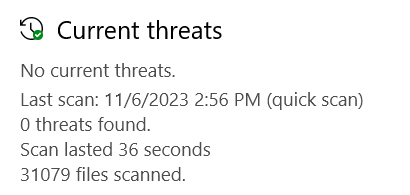 Current threats
No current threats.
Last scan: 11/6/2023 2:56 PM (quick scan)
0 threats found.
Scan lasted 36 seconds
31079 files scanned.